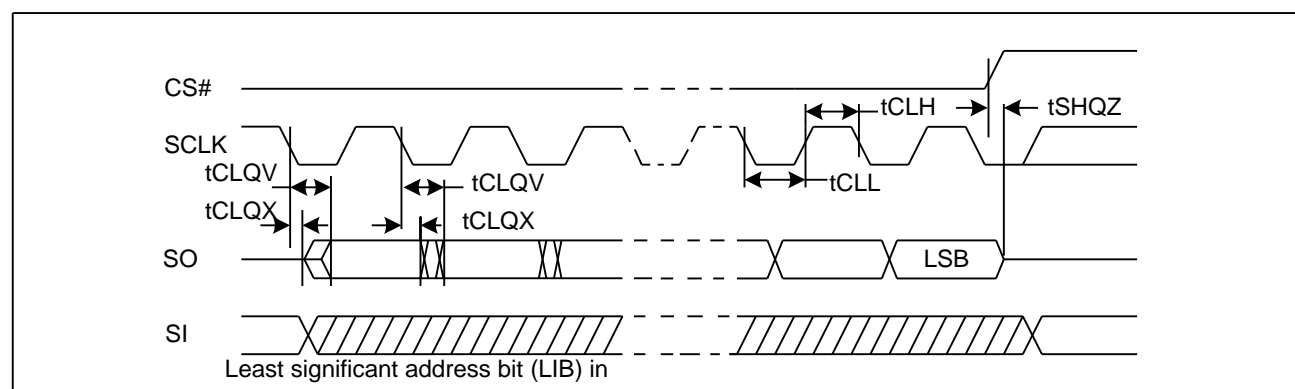 CS#
tCLH
tSHQZ
SCLK
tCLQV
tCLQV
tCLL
tCLQX
tCLQX
SO
LSB
SI
Least significant address bit (LIB) in